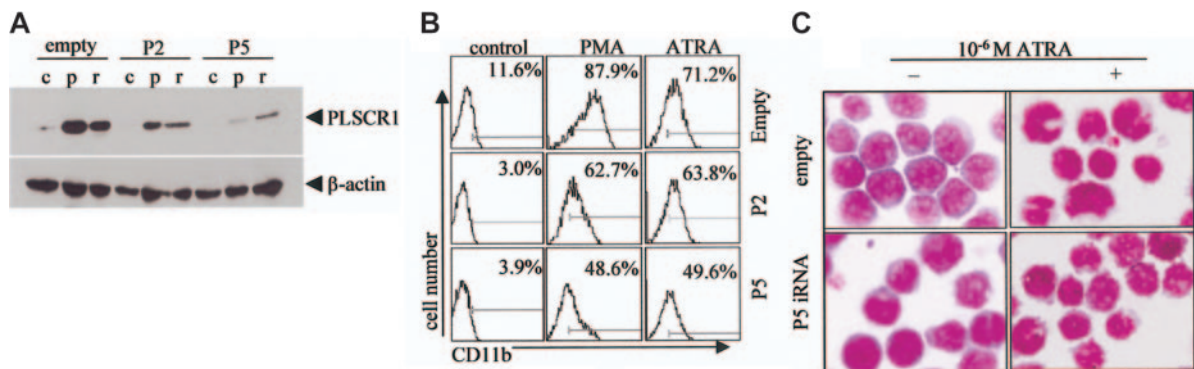 A
empty P2 P5
c p r c p r c p r
PLSCR1
β-actin
B
control PMA ATRA
11.6% 87.9% 71.2%
Empty
3.0% 62.7% 63.8%
P2
3.9% 48.6% 49.6%
P5
cell number
CD11b
C
10⁻⁶ M ATRA
− +
empty
P5 iRNA